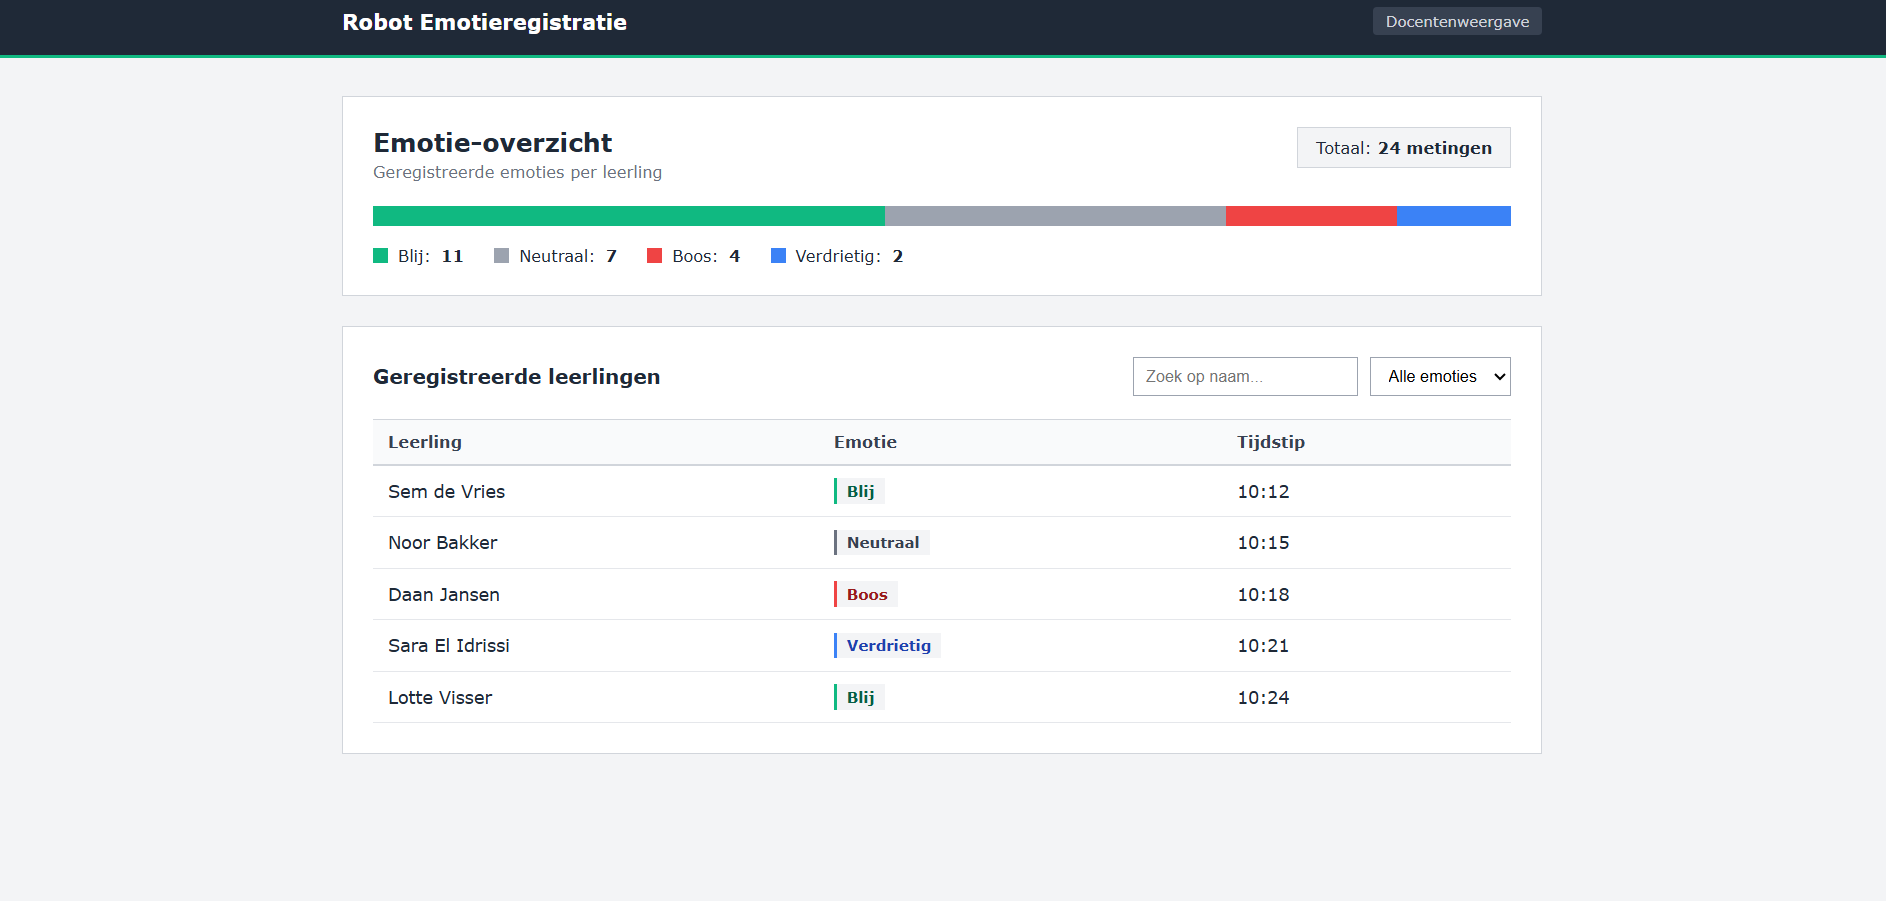 Robot Emotieregistratie
Docentenweergave
Emotie-overzicht
Geregistreerde emoties per leerling
Totaal: 24 metingen
Blij: 11 Neutraal: 7 Boos: 4 Verdrietig: 2
Geregistreerde leerlingen
Zoek op naam...
Alle emoties
Leerling Emotie Tijdstip
Sem de Vries Blij 10:12
Noor Bakker Neutraal 10:15
Daan Jansen Boos 10:18
Sara El Idrissi Verdrietig 10:21
Lotte Visser Blij 10:24